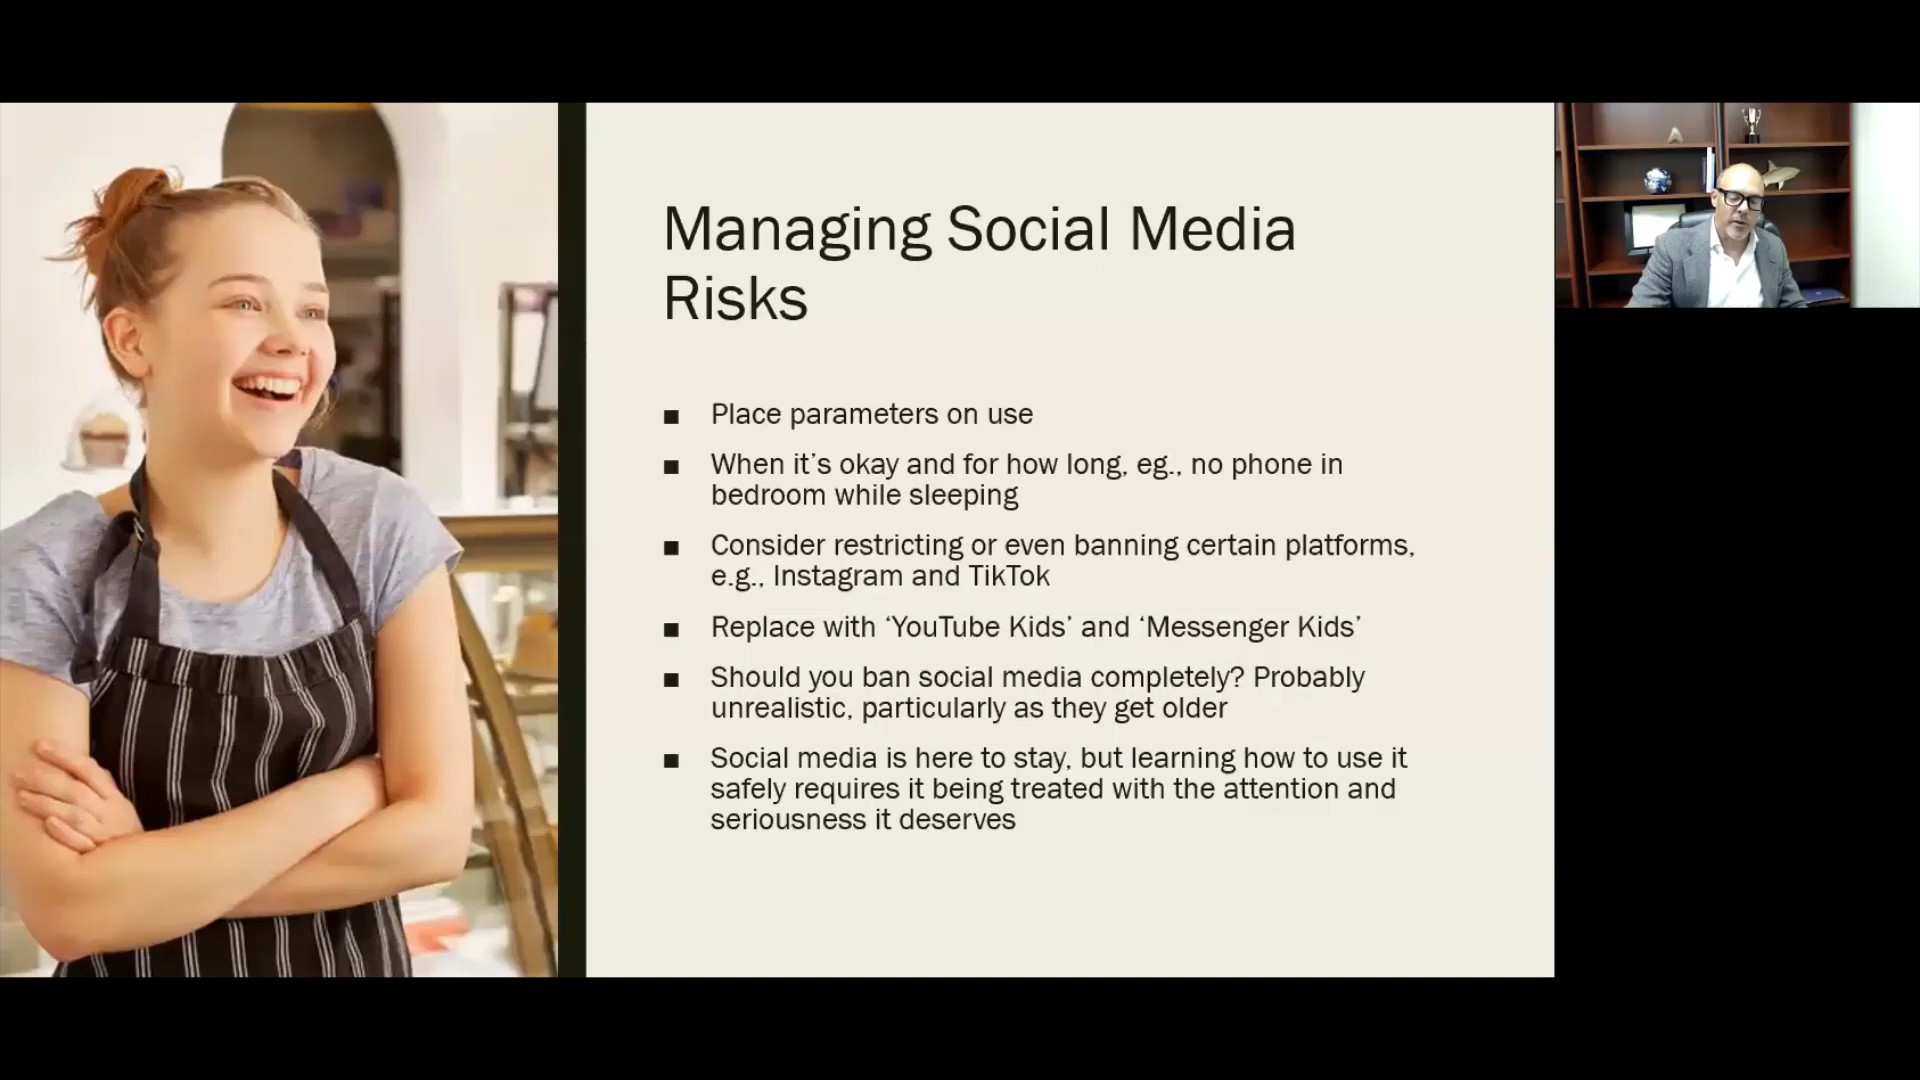 Managing Social Media
Risks
■ Place parameters on use
■ When it’s okay and for how long, eg., no phone in
bedroom while sleeping
■ Consider restricting or even banning certain platforms,
e.g., Instagram and TikTok
■ Replace with ‘YouTube Kids’ and ‘Messenger Kids’
■ Should you ban social media completely? Probably
unrealistic, particularly as they get older
■ Social media is here to stay, but learning how to use it
safely requires it being treated with the attention and
seriousness it deserves